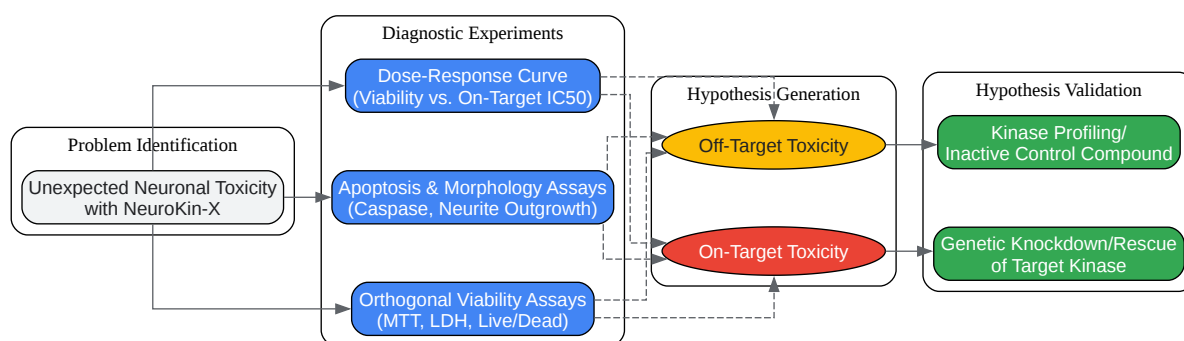 Problem Identification
Unexpected Neuronal Toxicity
with NeuroKin-X
Diagnostic Experiments
Dose-Response Curve
(Viability vs. On-Target IC50)
Apoptosis & Morphology Assays
(Caspase, Neurite Outgrowth)
Orthogonal Viability Assays
(MTT, LDH, Live/Dead)
Hypothesis Generation
Off-Target Toxicity
On-Target Toxicity
Hypothesis Validation
Kinase Profiling/
Inactive Control Compound
Genetic Knockdown/Rescue
of Target Kinase